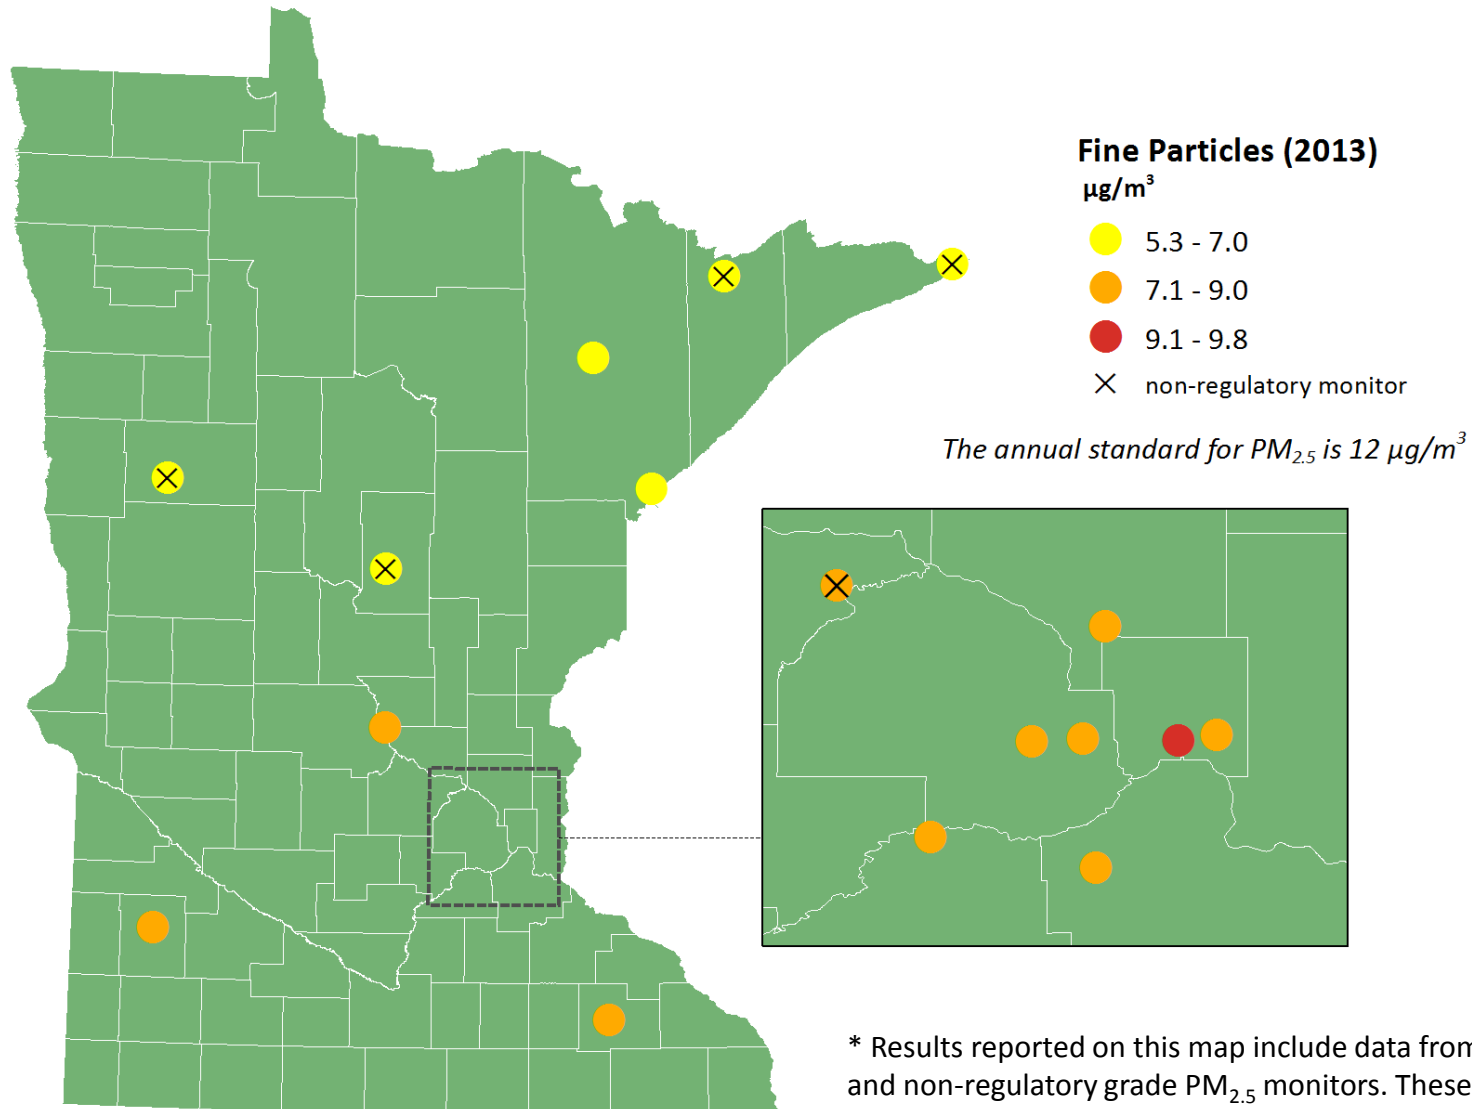 Fine Particles (2013)
µg/m³
5.3 - 7.0
7.1 - 9.0
9.1 - 9.8
non-regulatory monitor
The annual standard for PM₂.₅ is 12 µg/m³
* Results reported on this map include data from
and non-regulatory grade PM₂.₅ monitors. These